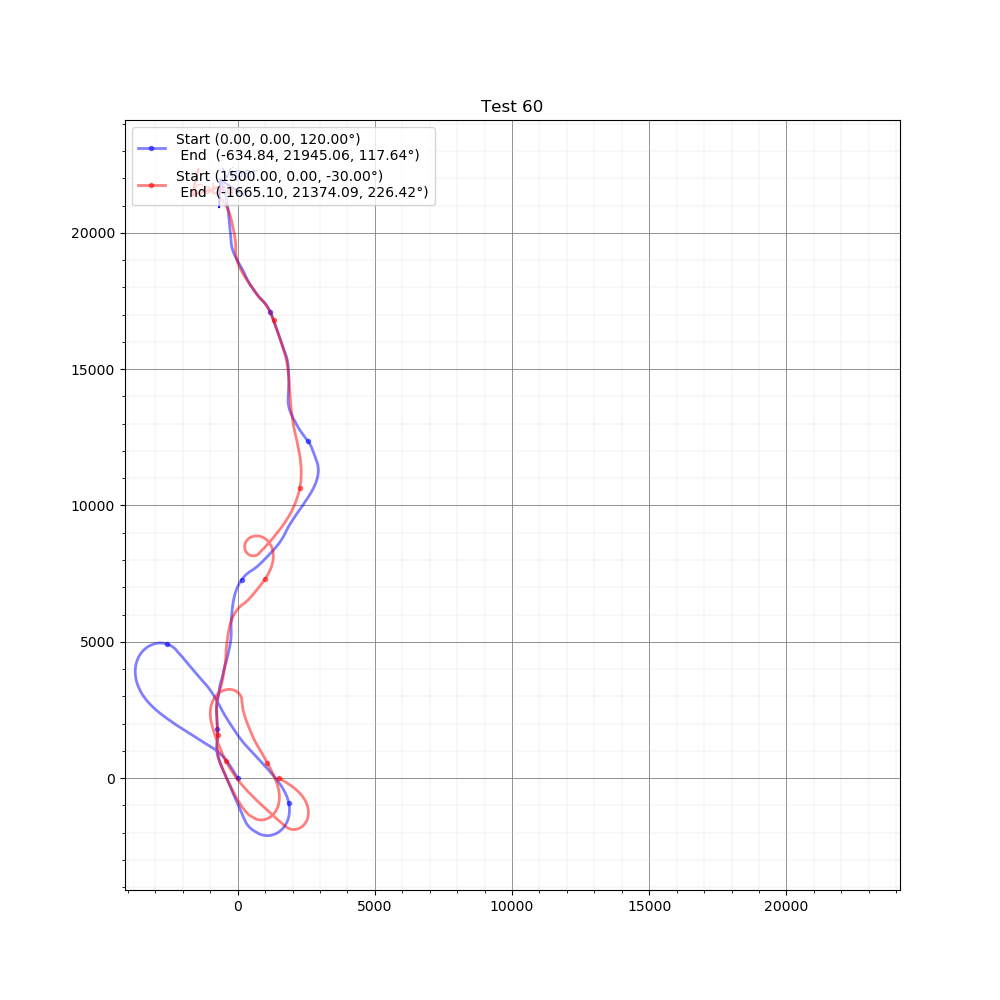 Test 60
Start (0.00, 0.00, 120.00°)
End (-634.84, 21945.06, 117.64°)
Start (1500.00, 0.00, -30.00°)
End (-1665.10, 21374.09, 226.42°)
20000
15000
10000
5000
0
0 5000 10000 15000 20000